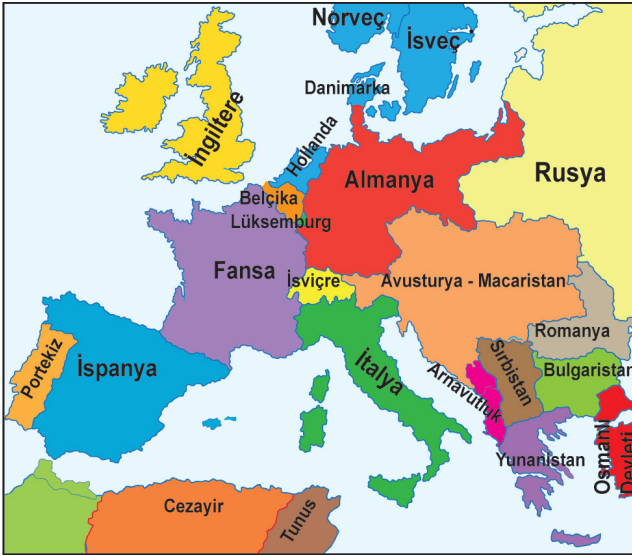 Norveç
İsveç
Danimarka
İngiltere
Hollanda
Almanya
Rusya
Belçika
Lüksemburg
Fansa
İsviçre
Avusturya - Macaristan
Romanya
Portekiz
İspanya
İtalya
Arnavutluk
Sırbistan
Bulgaristan
Yunanistan
Osmanlı
Devleti
Cezayir
Tunus